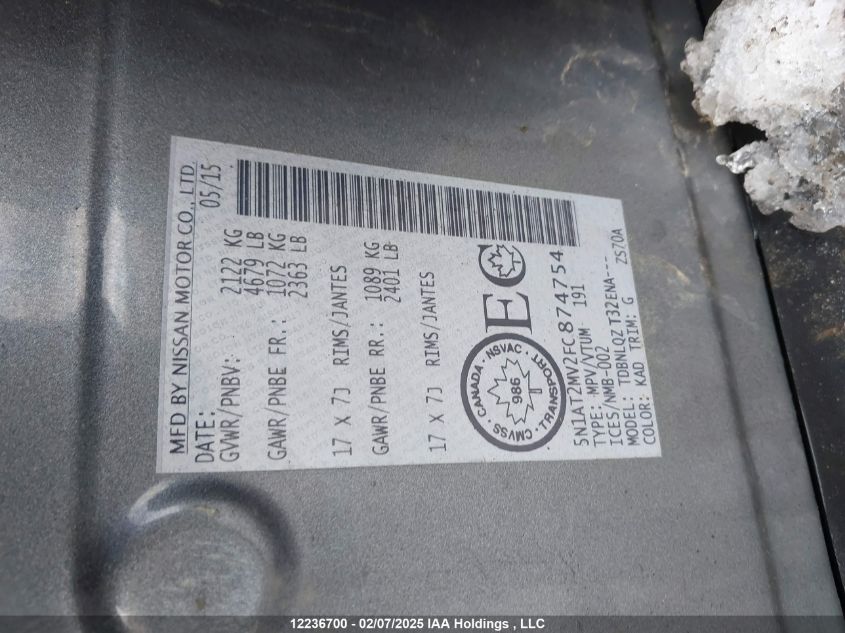 MFD BY NISSAN MOTOR CO., LTD.
DATE: 05/15
GVWR/PNBV: 2122 KG
4679 LB
GAWR/PNBE FR.: 1072 KG
2363 LB
17 X 7J RIMS/JANTES
GAWR/PNBE RR.: 1089 KG
2401 LB
17 X 7J RIMS/JANTES
EC
CANADA · NSVAC · TRANSPORT · CMVSS ·
986
5N1AT2MV2FC874754
TYPE: MPV/VTUM 191
ICES/NMB-002
MODEL: TDBNLQZ T32ENA---
COLOR: KAD TRIM: G ZS70A
12236700 - 02/07/2025 IAA Holdings , LLC